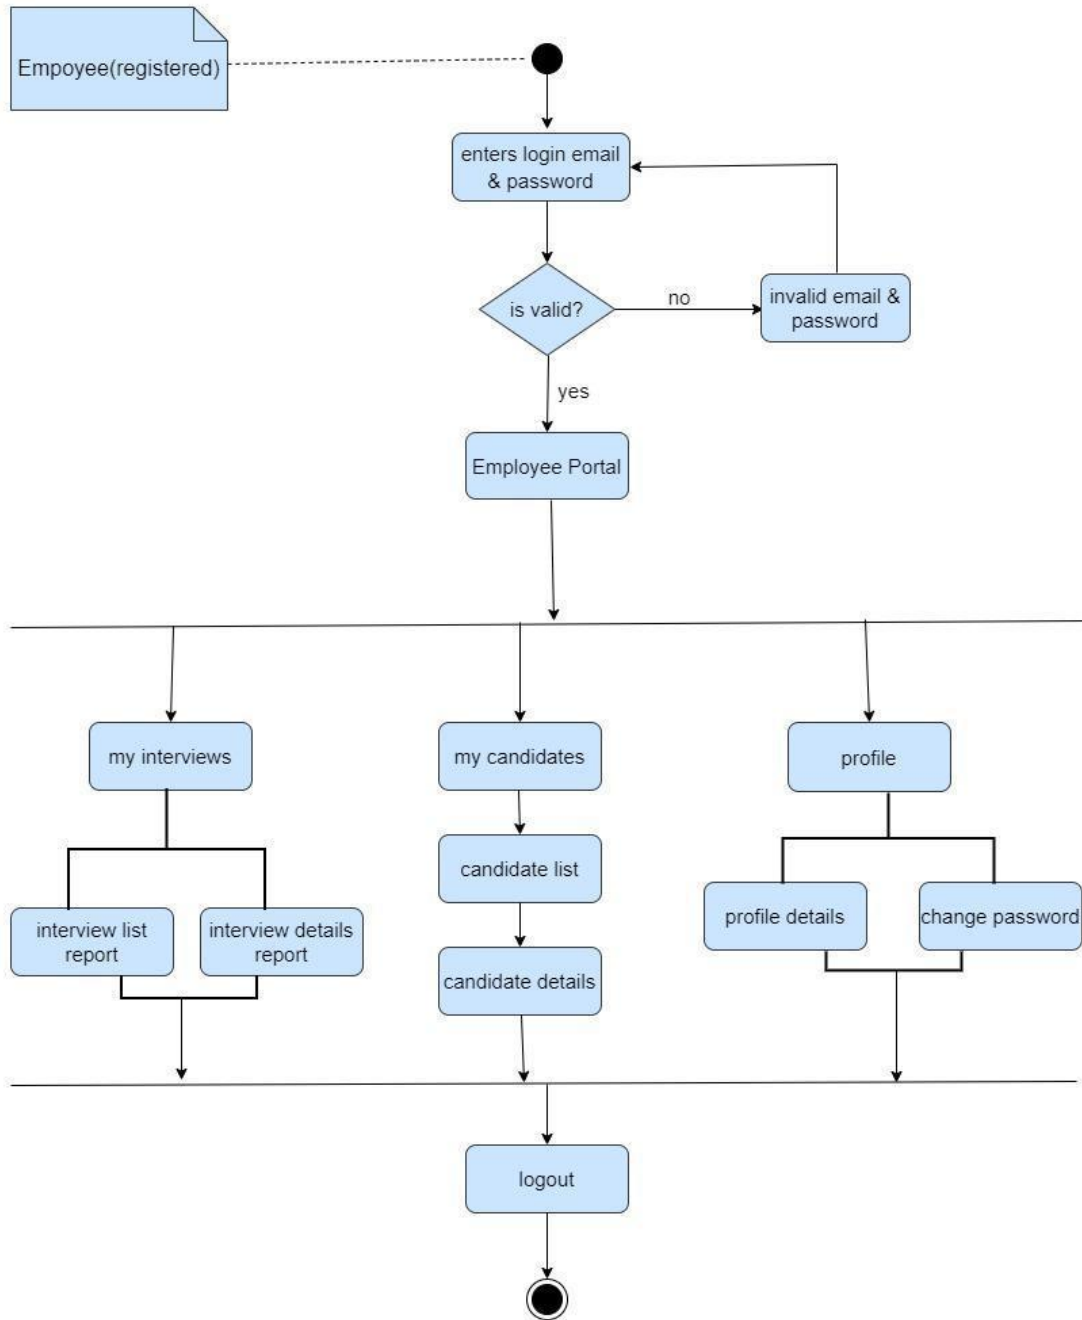 Empoyee(registered)
enters login email
& password
is valid?
no
invalid email &
password
yes
Employee Portal
my interviews
my candidates
profile
candidate list
interview list
report
interview details
report
profile details
change password
candidate details
logout